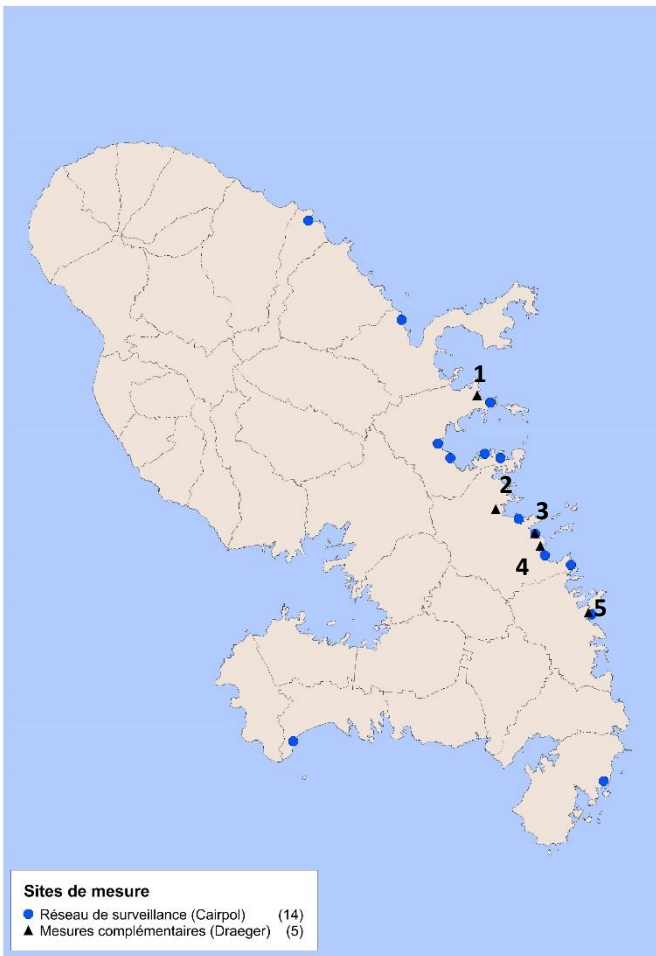 1
2
3
4
5
Sites de mesure
Réseau de surveillance (Cairpol) (14)
Mesures complémentaires (Draeger) (5)